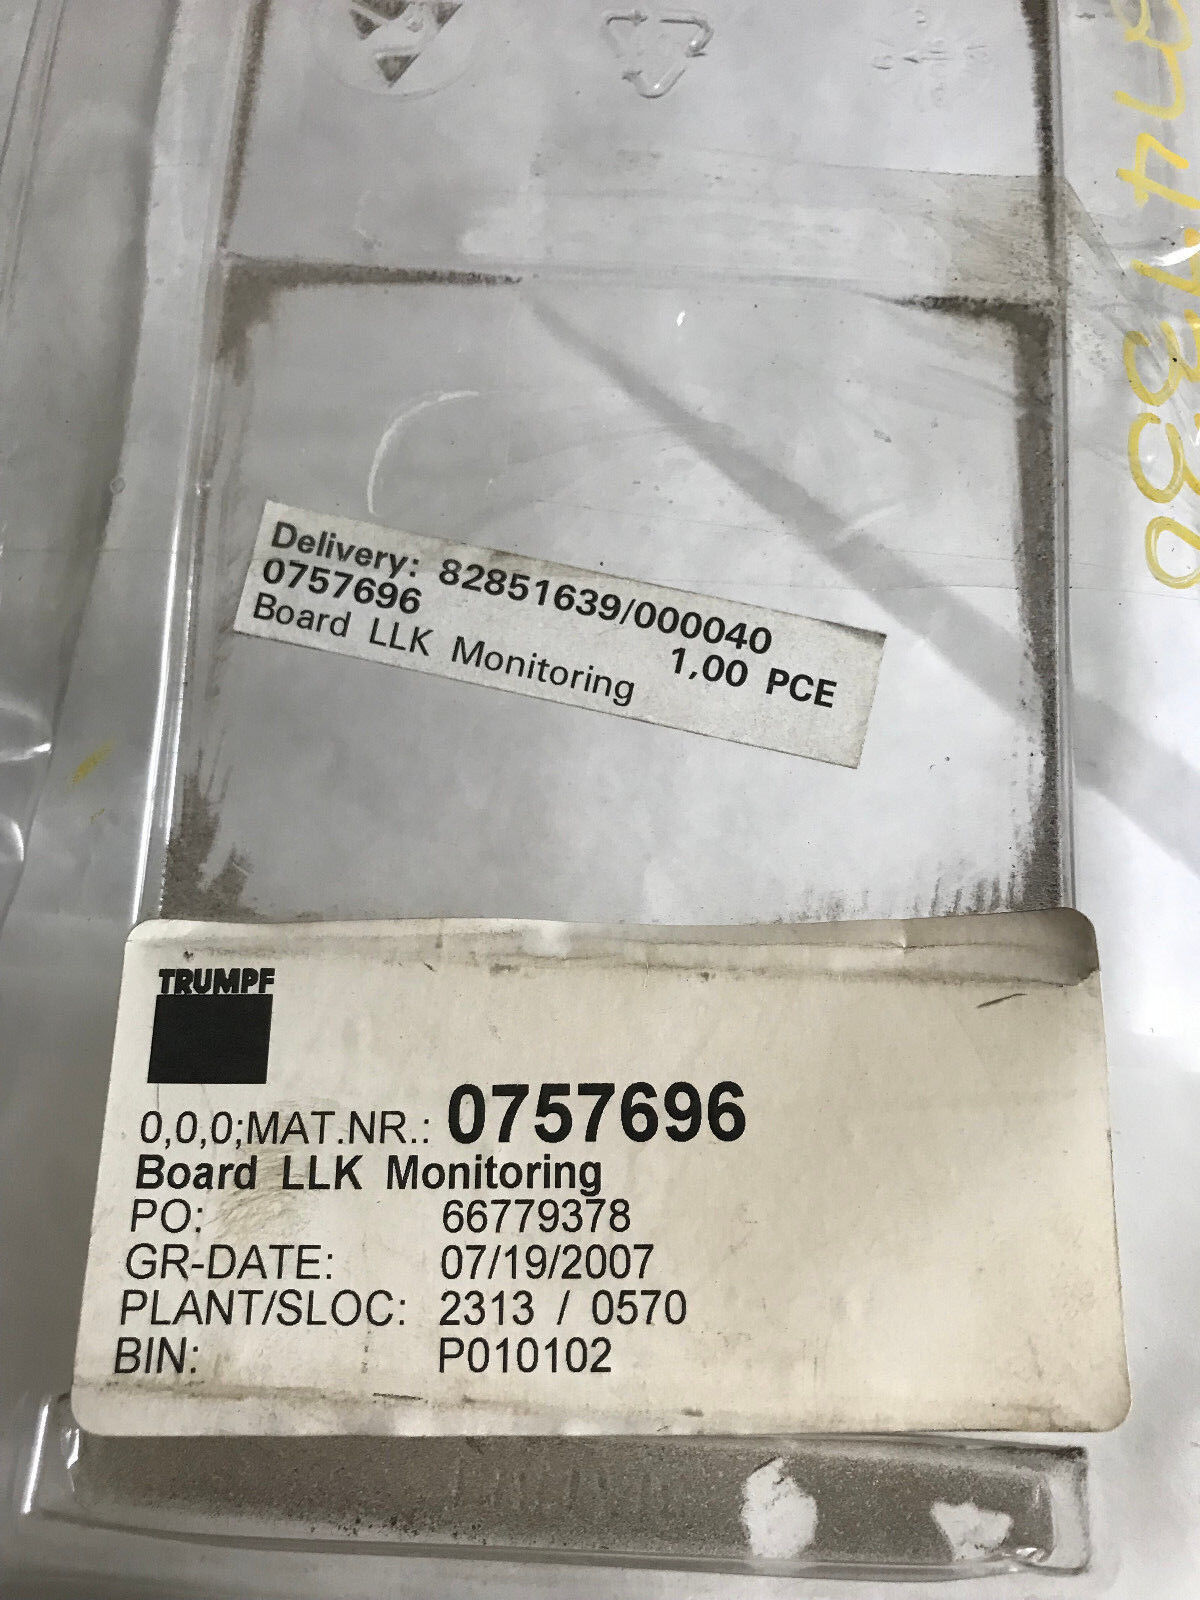 Delivery: 82851639/000040
0757696 1,00 PCE
Board LLK Monitoring
TRUMPF
0,0,0;MAT.NR.: 0757696
Board LLK Monitoring
PO: 66779378
GR-DATE: 07/19/2007
PLANT/SLOC: 2313 / 0570
BIN: P010102